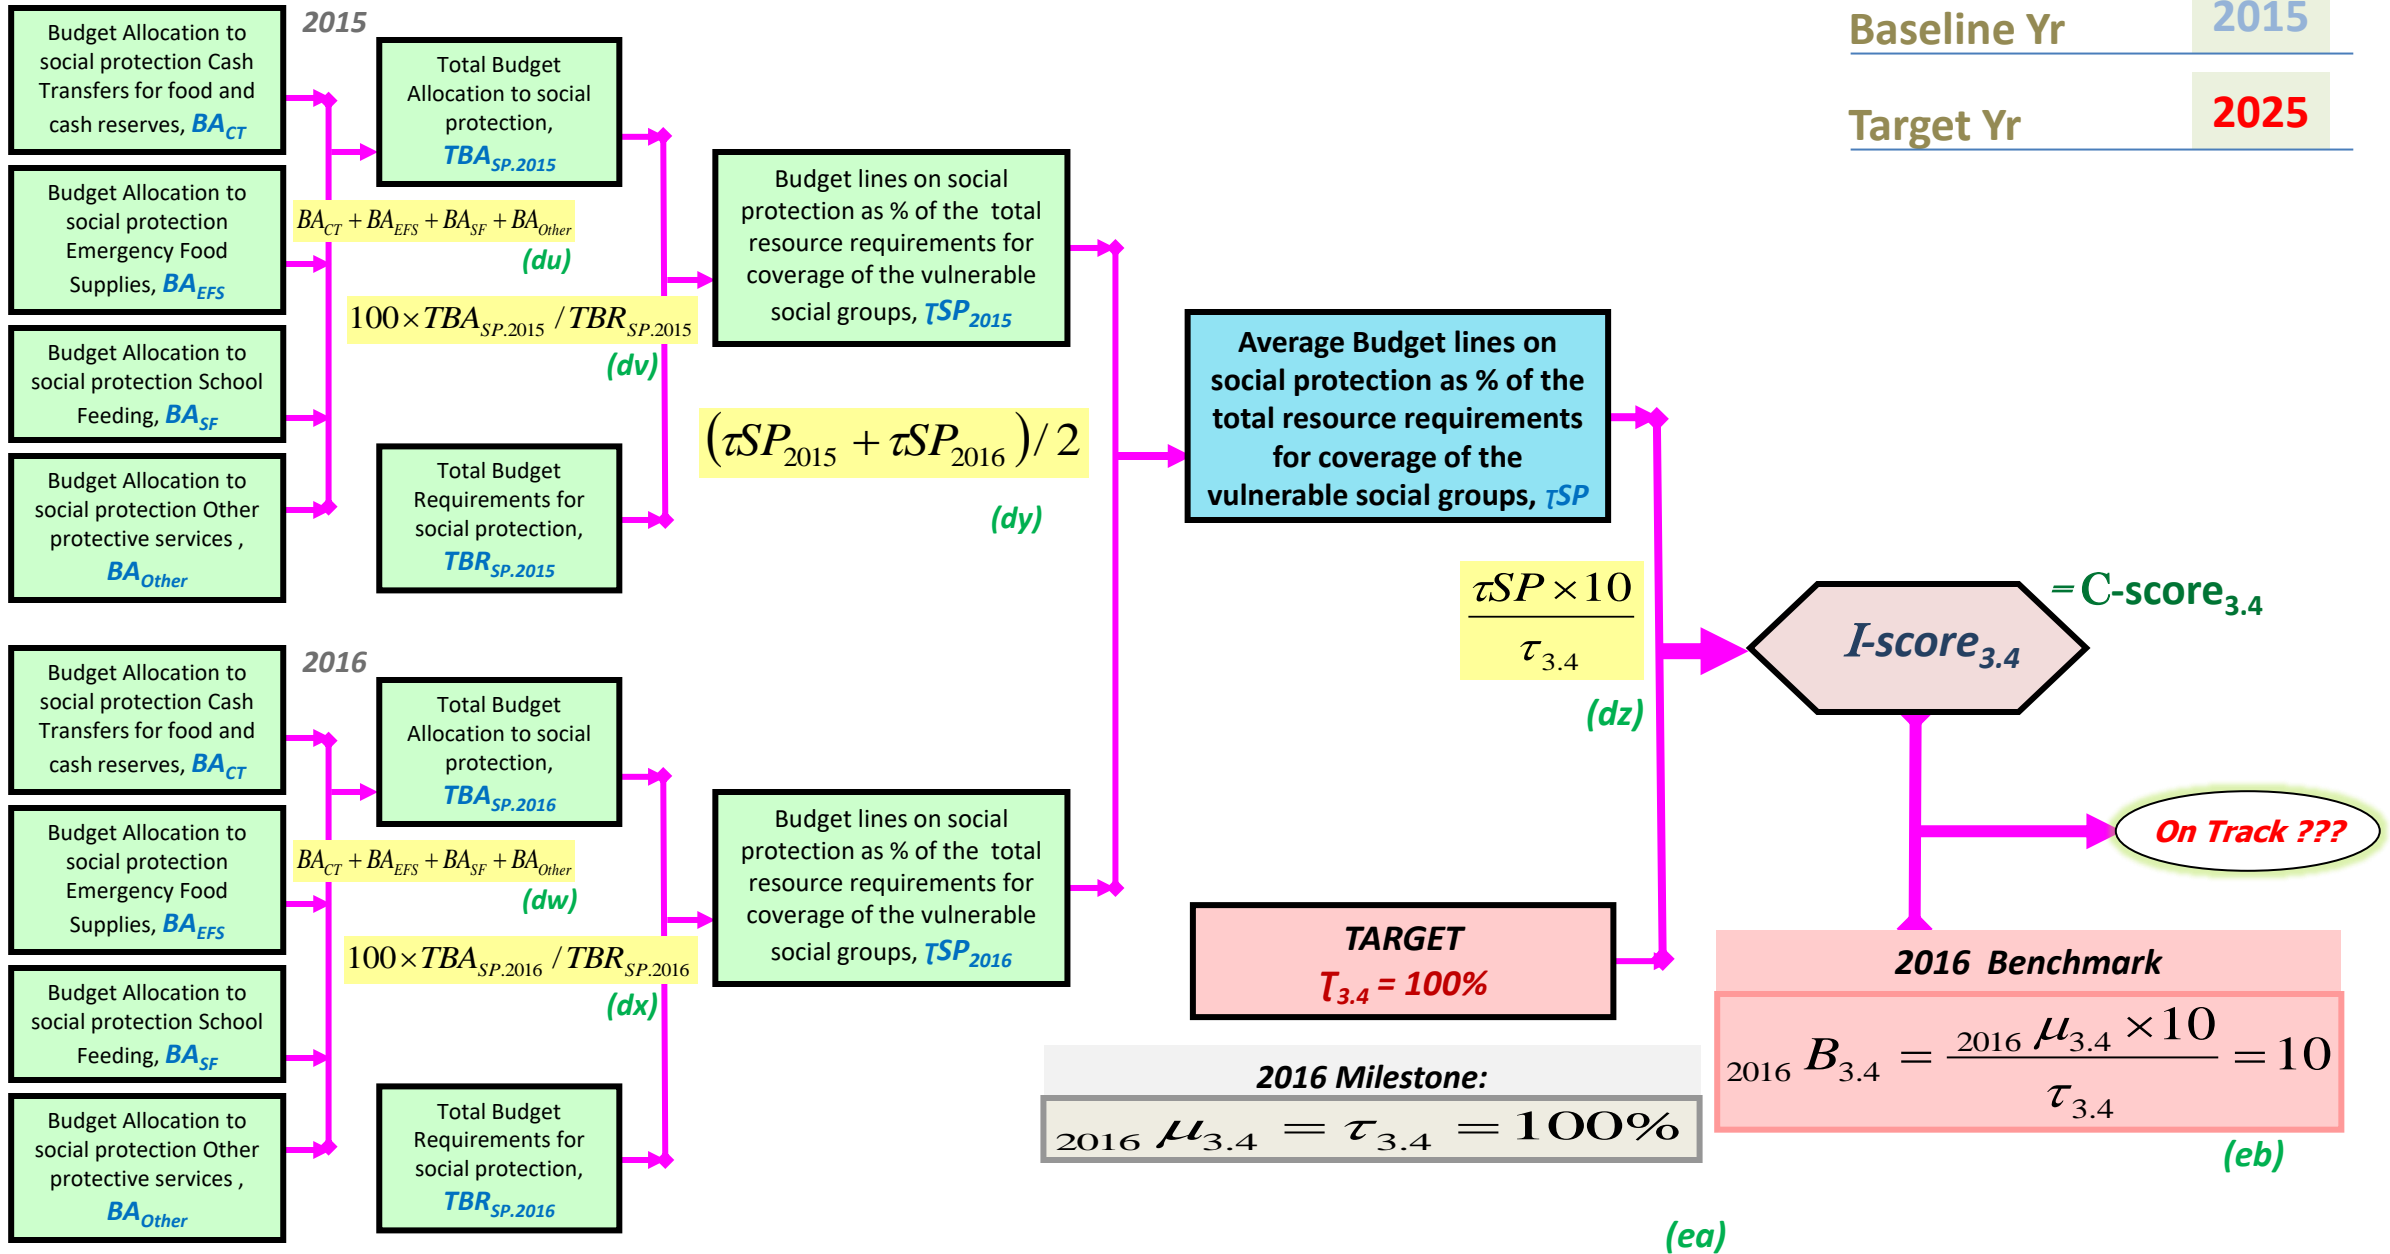 2015
Baseline Yr 2015
Target Yr 2025
Budget Allocation to
social protection Cash
Transfers for food and
cash reserves, BA_CT
Budget Allocation to
social protection
Emergency Food
Supplies, BA_EFS
Budget Allocation to
social protection School
Feeding, BA_SF
Budget Allocation to
social protection Other
protective services ,
BA_Other
Total Budget
Allocation to social
protection,
TBA_SP.2015
BA_CT + BA_EFS + BA_SF + BA_Other
(du)
100 × TBA_SP.2015 / TBR_SP.2015
(dv)
Total Budget
Requirements for
social protection,
TBR_SP.2015
Budget lines on social
protection as % of the total
resource requirements for
coverage of the vulnerable
social groups, ƮSP_2015
(τSP_2015 + τSP_2016) / 2
(dy)
Average Budget lines on
social protection as % of the
total resource requirements
for coverage of the
vulnerable social groups, ƮSP
τSP × 10
τ_3.4
(dz)
I-score_3.4
= C-score_3.4
2016
Budget Allocation to
social protection Cash
Transfers for food and
cash reserves, BA_CT
Budget Allocation to
social protection
Emergency Food
Supplies, BA_EFS
Budget Allocation to
social protection School
Feeding, BA_SF
Budget Allocation to
social protection Other
protective services ,
BA_Other
Total Budget
Allocation to social
protection,
TBA_SP.2016
BA_CT + BA_EFS + BA_SF + BA_Other
(dw)
100 × TBA_SP.2016 / TBR_SP.2016
(dx)
Total Budget
Requirements for
social protection,
TBR_SP.2016
Budget lines on social
protection as % of the total
resource requirements for
coverage of the vulnerable
social groups, ƮSP_2016
TARGET
Ʈ_3.4 = 100%
2016 Milestone:
2016 μ_3.4 = τ_3.4 = 100%
(ea)
On Track ???
2016 Benchmark
2016 B_3.4 = 2016 μ_3.4 × 10 / τ_3.4 = 10
(eb)